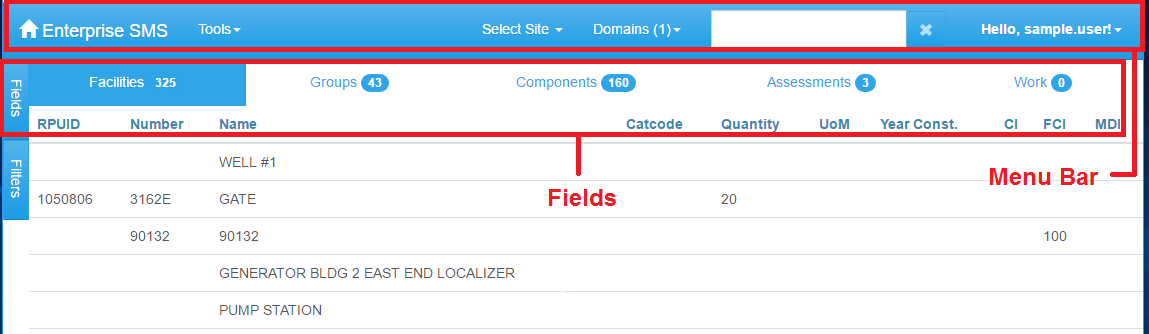 Enterprise SMS Tools Select Site Domains (1) Hello, sample.user!
Fields
Facilities 325 Groups 43 Components 160 Assessments 3 Work 0
RPUID Number Name Catcode Quantity UoM Year Const. CI FCI MDI
Filters
WELL #1
Menu Bar
Fields
1050806 3162E GATE 20
90132 90132 100
GENERATOR BLDG 2 EAST END LOCALIZER
PUMP STATION